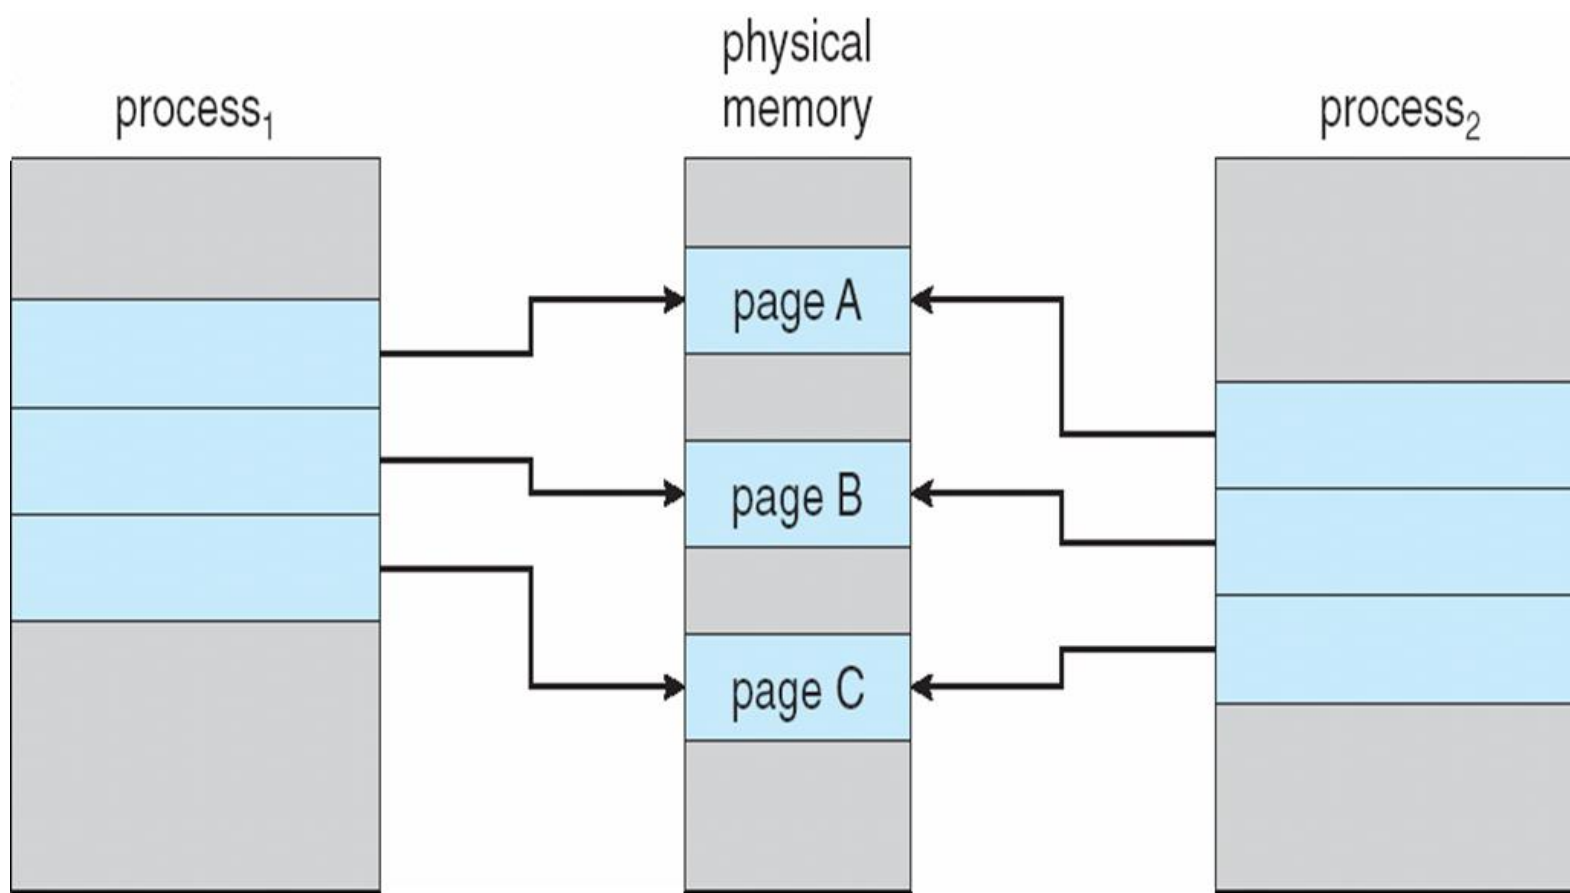 physical
memory
process₁
process₂
page A
page B
page C